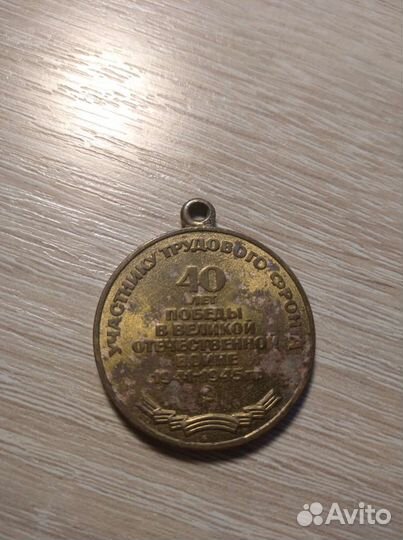 УЧАСТНИКУ ТРУДОВОГО ФРОНТА
40
ЛЕТ
ПОБЕДЫ
В ВЕЛИКОЙ
ОТЕЧЕСТВЕННОЙ
ВОЙНЕ
1941-1945 гг.
Avito